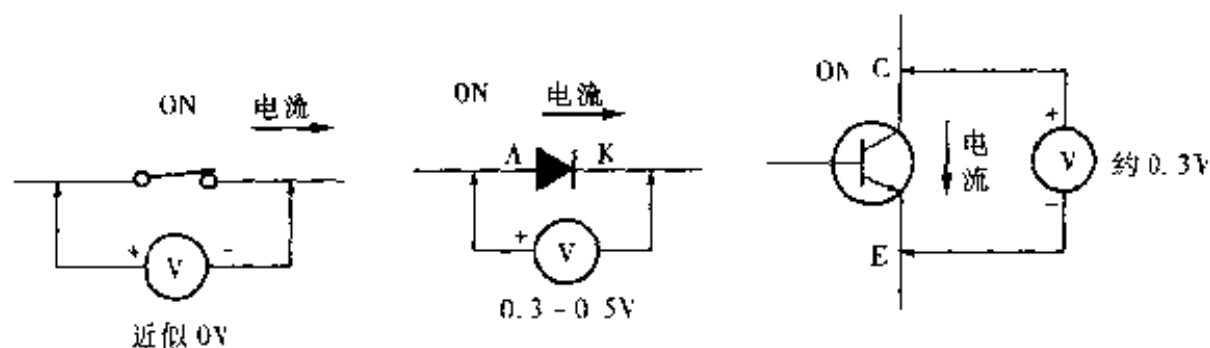 ON 电流
+ V -
近似 0V
ON 电流
A K
+ V
0.3-0 5V
ON C
+
电流
V 约 0.3V
-
E